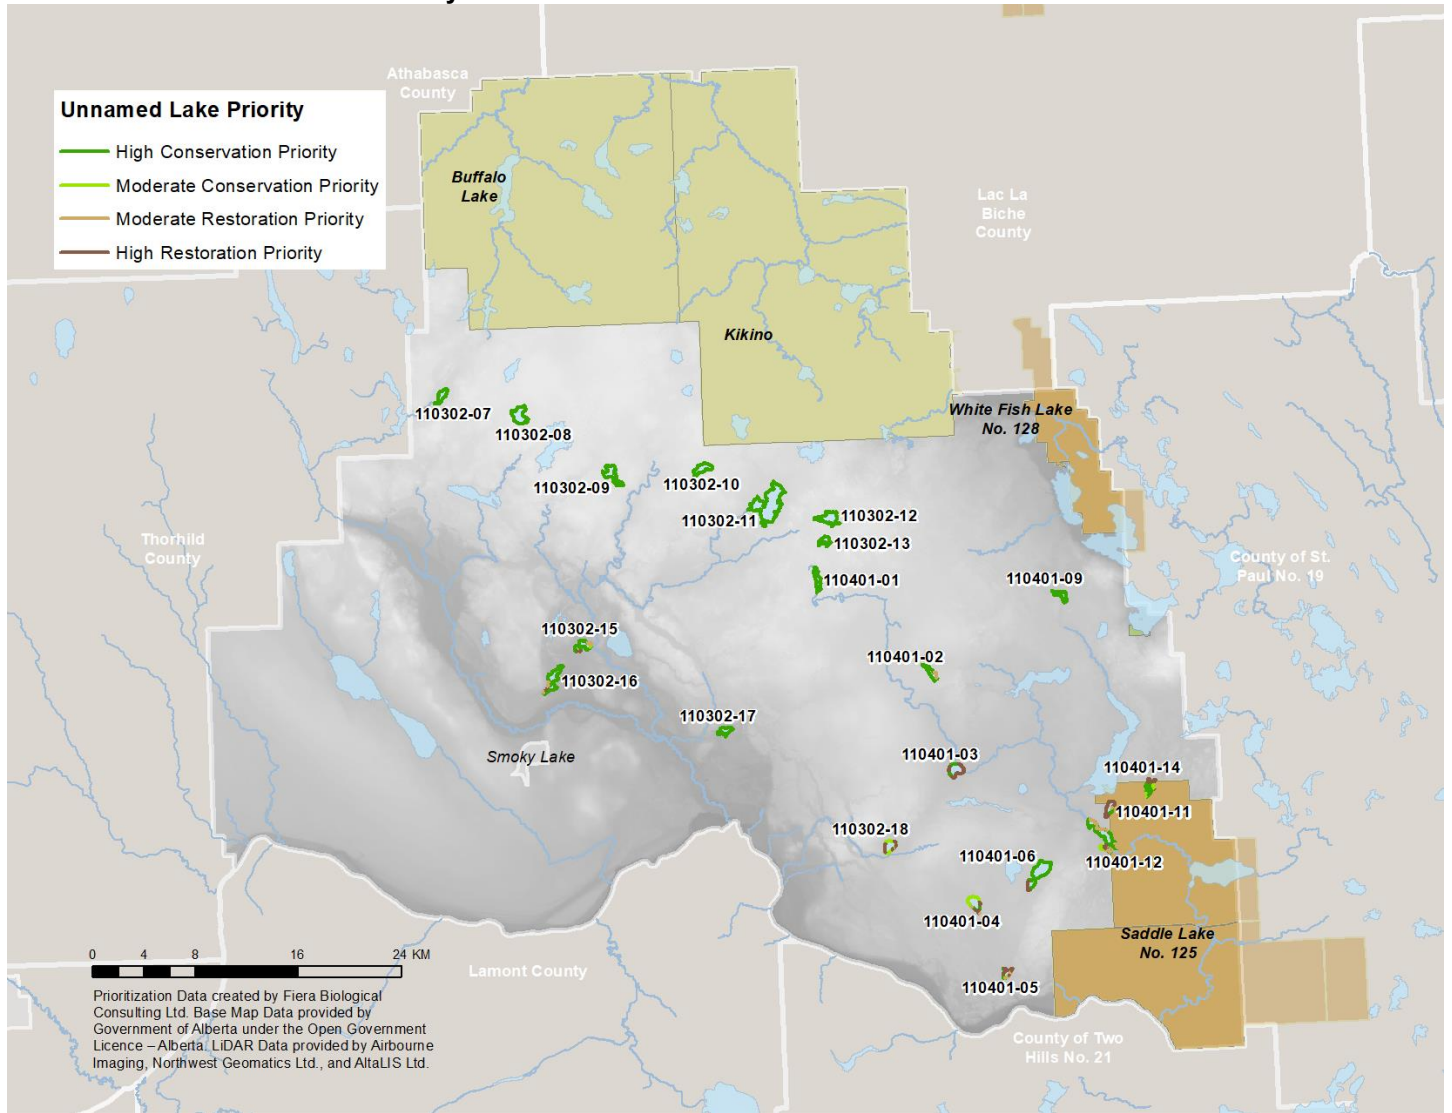 Athabasca
County
Unnamed Lake Priority
High Conservation Priority
Moderate Conservation Priority
Moderate Restoration Priority
High Restoration Priority
Buffalo
Lake
Lac La
Biche
County
Kikino
White Fish Lake
No. 128
110302-07
110302-08
110302-09
110302-10
110302-11
110302-12
110302-13
110401-01
110401-09
Thorhild
County
County of St.
Paul No. 19
110302-15
110302-16
110401-02
110302-17
Smoky Lake
110401-03
110401-14
110401-11
110302-18
110401-06
110401-12
110401-04
Saddle Lake
No. 125
110401-05
0 4 8 16 24 KM
Lamont County
Prioritization Data created by Fiera Biological
Consulting Ltd. Base Map Data provided by
Government of Alberta under the Open Government
Licence – Alberta. LiDAR Data provided by Airbourne
Imaging, Northwest Geomatics Ltd., and AltaLIS Ltd.
County of Two
Hills No. 21